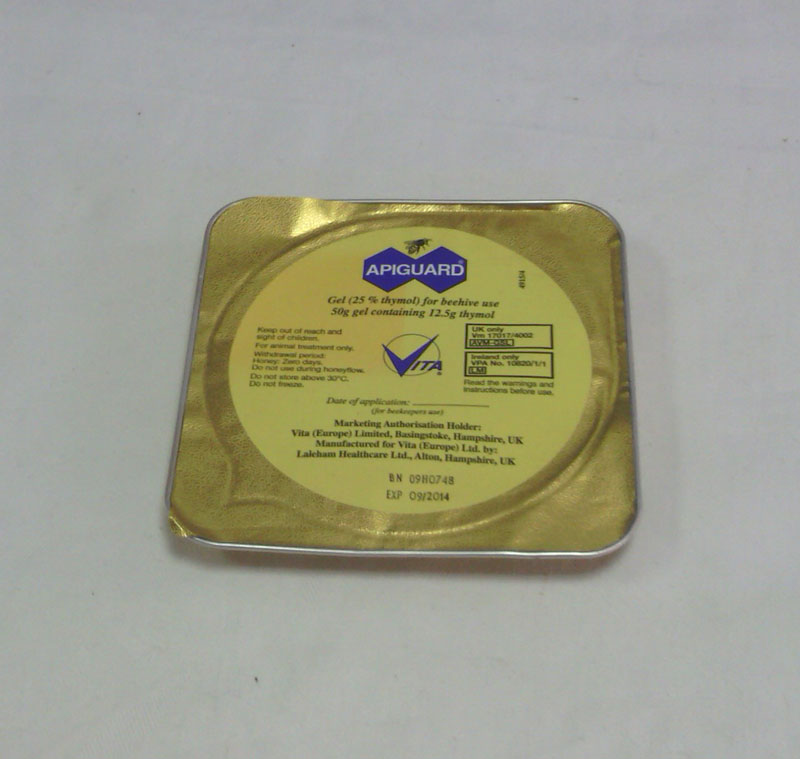 APIGUARD®
Gel (25 % thymol) for beehive use
50g gel containing 12.5g thymol
491514
Keep out of reach and
sight of children.
For animal treatment only.
Withdrawal period:
Honey: Zero days.
Do not use during honeyflow.
Do not store above 30°C.
Do not freeze.
VITA®
UK only
Vm 17017/4002
AVM-GSL
Ireland only
VPA No. 10820/1/1
LM
Read the warnings and
instructions before use.
Date of application:
(for beekeepers use)
Marketing Authorisation Holder:
Vita (Europe) Limited, Basingstoke, Hampshire, UK
Manufactured for Vita (Europe) Ltd. by:
Laleham Healthcare Ltd., Alton, Hampshire, UK
BN 09H0748
EXP 09/2014